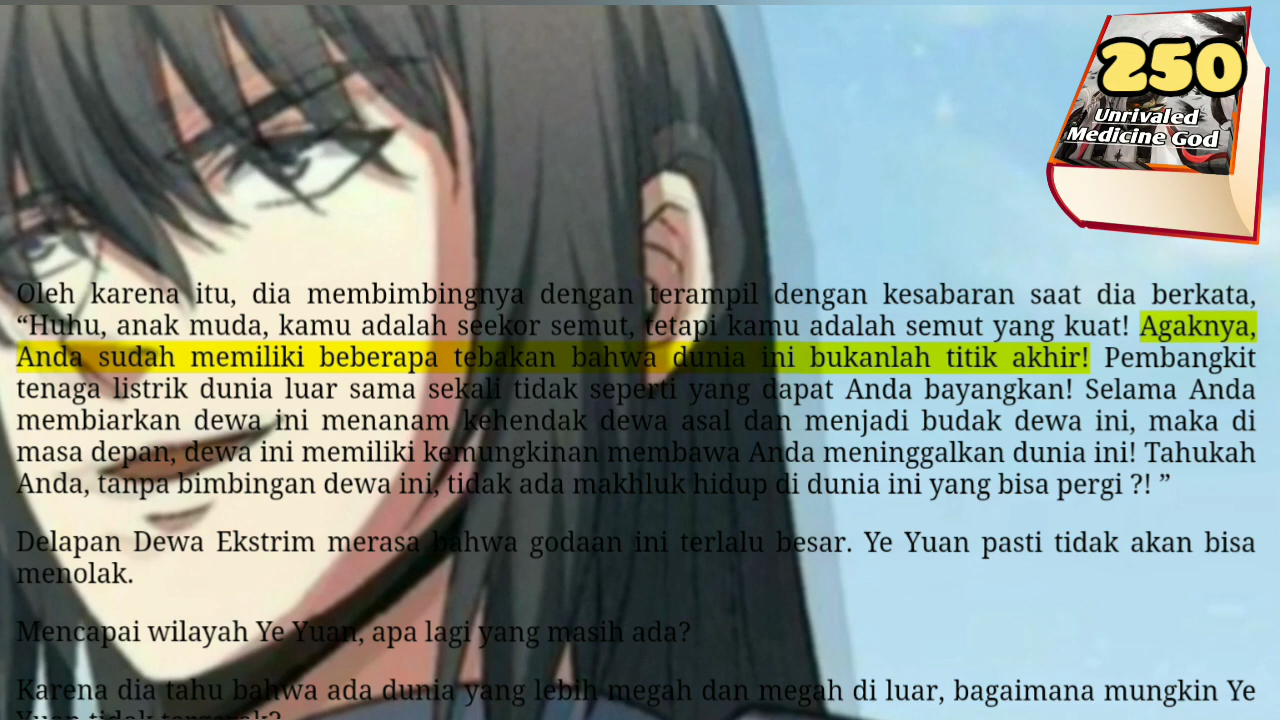 250
Unrivaled
Medicine God
Oleh karena itu, dia membimbingnya dengan terampil dengan kesabaran saat dia berkata,
“Huhu, anak muda, kamu adalah seekor semut, tetapi kamu adalah semut yang kuat! Agaknya,
Anda sudah memiliki beberapa tebakan bahwa dunia ini bukanlah titik akhir! Pembangkit
tenaga listrik dunia luar sama sekali tidak seperti yang dapat Anda bayangkan! Selama Anda
membiarkan dewa ini menanam kehendak dewa asal dan menjadi budak dewa ini, maka di
masa depan, dewa ini memiliki kemungkinan membawa Anda meninggalkan dunia ini! Tahukah
Anda, tanpa bimbingan dewa ini, tidak ada makhluk hidup di dunia ini yang bisa pergi ?! ”
Delapan Dewa Ekstrim merasa bahwa godaan ini terlalu besar. Ye Yuan pasti tidak akan bisa
menolak.
Mencapai wilayah Ye Yuan, apa lagi yang masih ada?
Karena dia tahu bahwa ada dunia yang lebih megah dan megah di luar, bagaimana mungkin Ye
Yuan tidak tergerak?